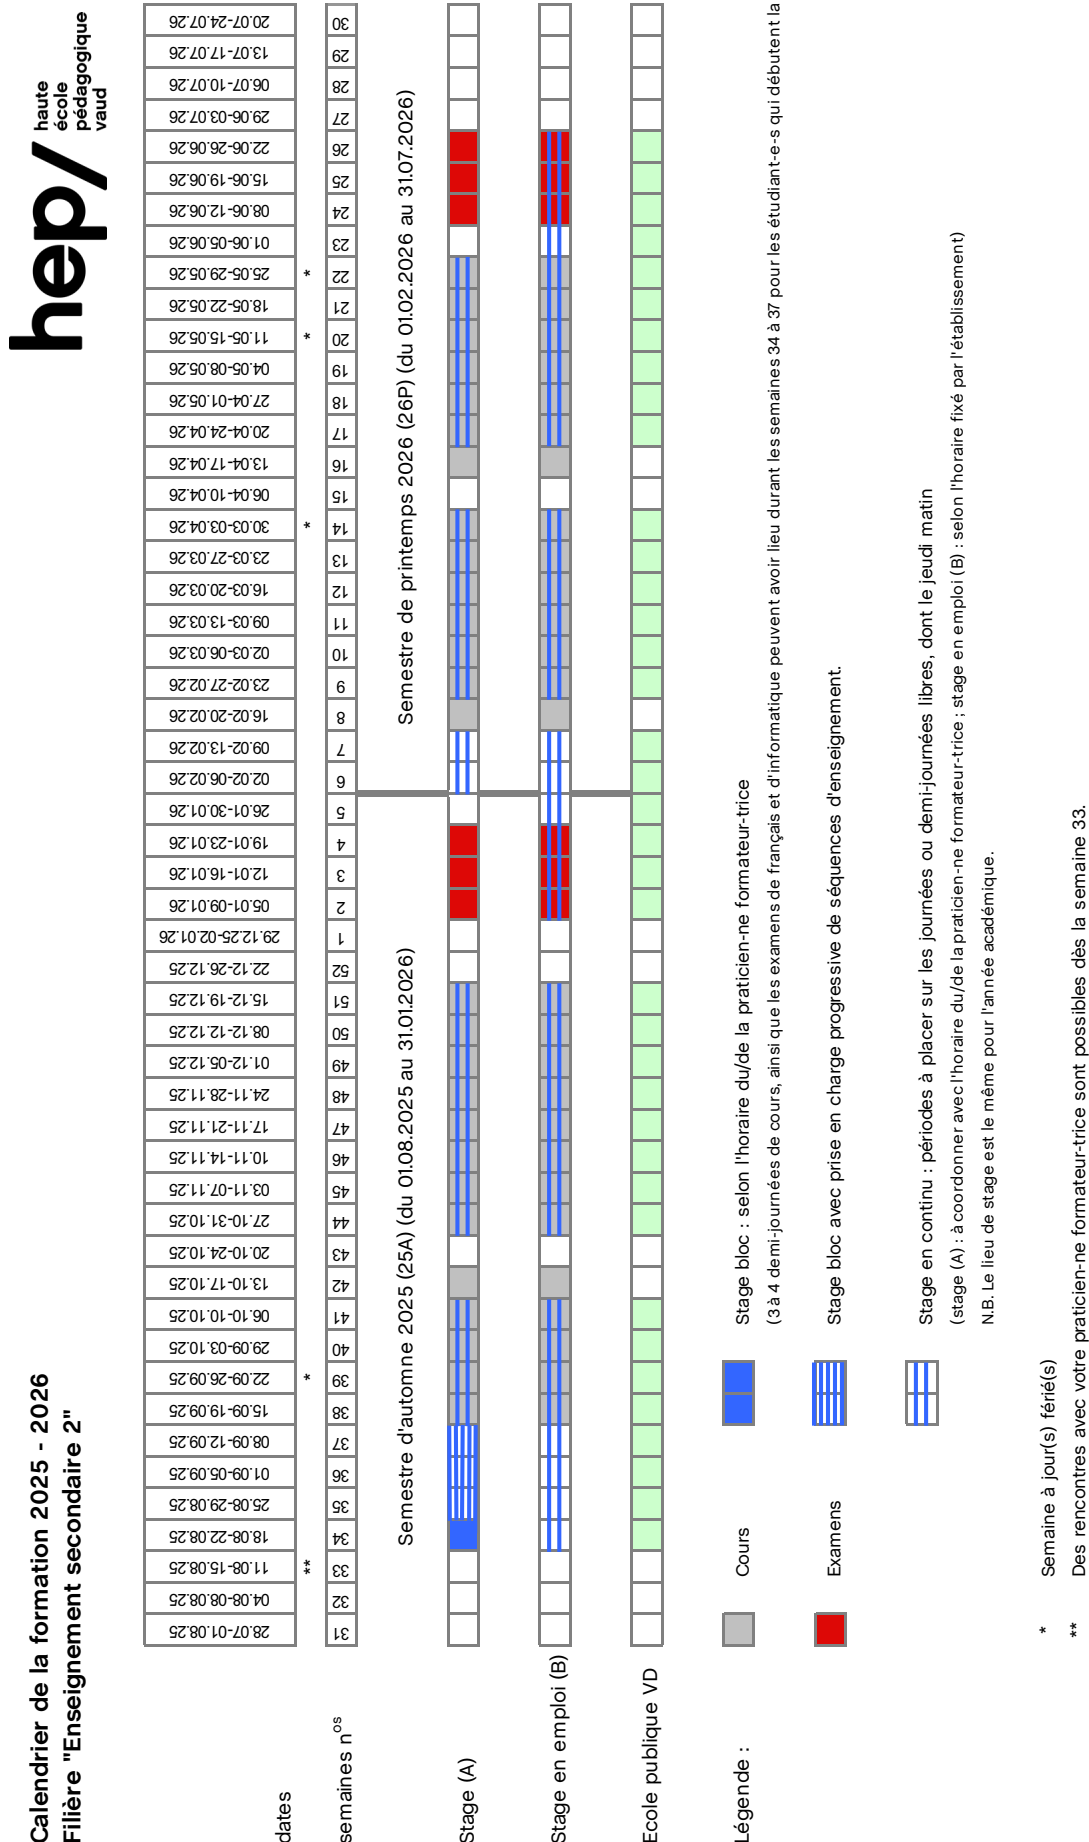 Calendrier de la formation 2025 - 2026
Filière "Enseignement secondaire 2"
hep/
haute
école
pédagogique
vaud
dates
28.07-01.08.25
04.08-08.08.25
11.08-15.08.25
18.08-22.08.25
25.08-29.08.25
01.09-05.09.25
08.09-12.09.25
15.09-19.09.25
22.09-26.09.25
29.09-03.10.25
06.10-10.10.25
13.10-17.10.25
20.10-24.10.25
27.10-31.10.25
03.11-07.11.25
10.11-14.11.25
17.11-21.11.25
24.11-28.11.25
01.12-05.12.25
08.12-12.12.25
15.12-19.12.25
22.12-26.12.25
29.12.25-02.01.26
05.01-09.01.26
12.01-16.01.26
19.01-23.01.26
26.01-30.01.26
02.02-06.02.26
09.02-13.02.26
16.02-20.02.26
23.02-27.02.26
02.03-06.03.26
09.03-13.03.26
16.03-20.03.26
23.03-27.03.26
30.03-03.04.26
06.04-10.04.26
13.04-17.04.26
20.04-24.04.26
27.04-01.05.26
04.05-08.05.26
11.05-15.05.26
18.05-22.05.26
25.05-29.05.26
01.06-05.06.26
08.06-12.06.26
15.06-19.06.26
22.06-26.06.26
29.06-03.07.26
06.07-10.07.26
13.07-17.07.26
20.07-24.07.26
** * * * *
semaines nos
31 32 33 34 35 36 37 38 39 40 41 42 43 44 45 46 47 48 49 50 51 52 1 2 3 4 5 6 7 8 9 10 11 12 13 14 15 16 17 18 19 20 21 22 23 24 25 26 27 28 29 30
Semestre d'automne 2025 (25A) (du 01.08.2025 au 31.01.2026)
Semestre de printemps 2026 (26P) (du 01.02.2026 au 31.07.2026)
Stage (A)
Stage en emploi (B)
Ecole publique VD
Légende :
Cours
Stage bloc : selon l'horaire du/de la praticien-ne formateur-trice
(3 à 4 demi-journées de cours, ainsi que les examens de français et d'informatique peuvent avoir lieu durant les semaines 34 à 37 pour les étudiant-e-s qui débutent la
Examens
Stage bloc avec prise en charge progressive de séquences d'enseignement.
Stage en continu : périodes à placer sur les journées ou demi-journées libres, dont le jeudi matin
(stage (A) : à coordonner avec l'horaire du/de la praticien-ne formateur-trice ; stage en emploi (B) : selon l'horaire fixé par l'établissement)
N.B. Le lieu de stage est le même pour l'année académique.
* Semaine à jour(s) férié(s)
** Des rencontres avec votre praticien-ne formateur-trice sont possibles dès la semaine 33.